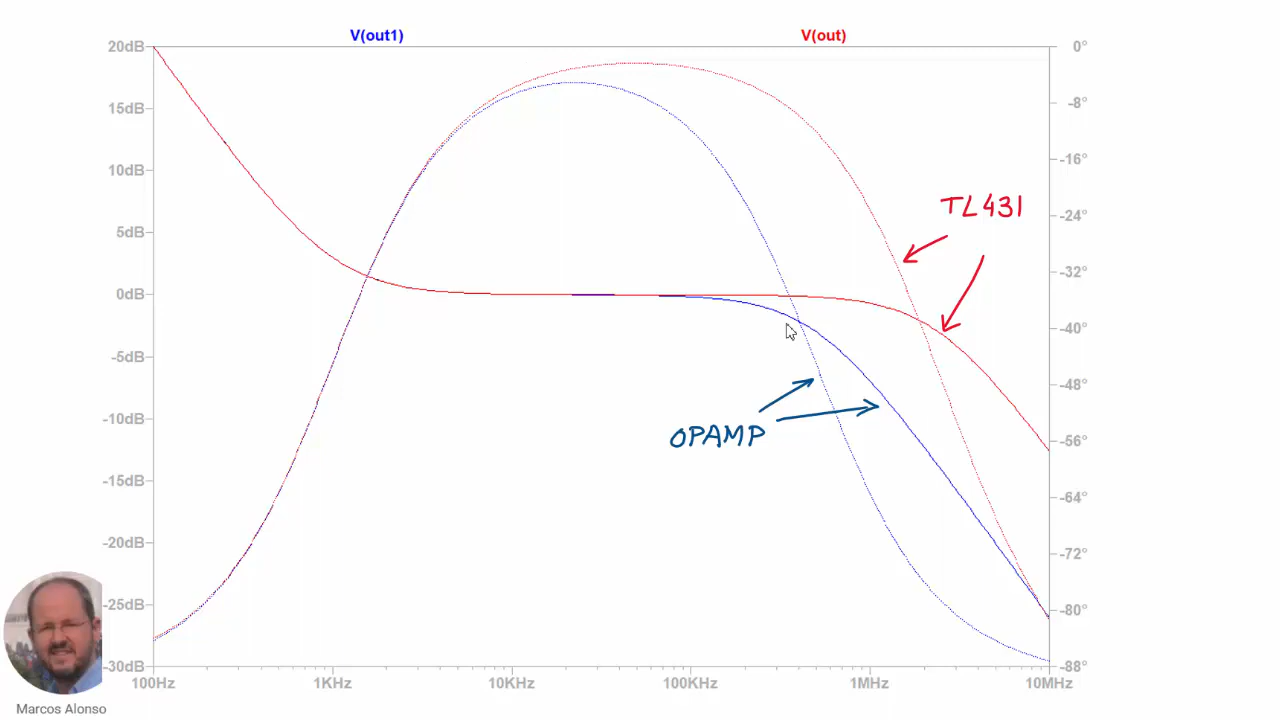 V(out1) V(out)
20dB 0°
15dB -8°
10dB -16°
-24°
TL431
5dB
-32°
0dB
-40°
-5dB
-48°
-10dB
OPAMP -56°
-15dB
-64°
-20dB
-72°
-25dB -80°
-30dB -88°
100Hz 1KHz 10KHz 100KHz 1MHz 10MHz
Marcos Alonso